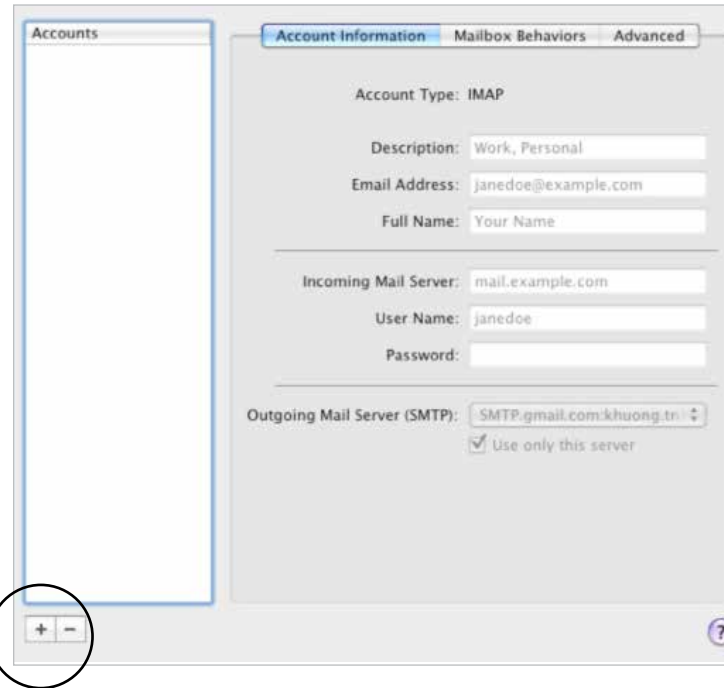 Accounts
Account Information Mailbox Behaviors Advanced
Account Type: IMAP
Description: Work, Personal
Email Address: janedoe@example.com
Full Name: Your Name
Incoming Mail Server: mail.example.com
User Name: janedoe
Password:
Outgoing Mail Server (SMTP): SMTP.gmail.com:khuong.tn
Use only this server
+ −
?